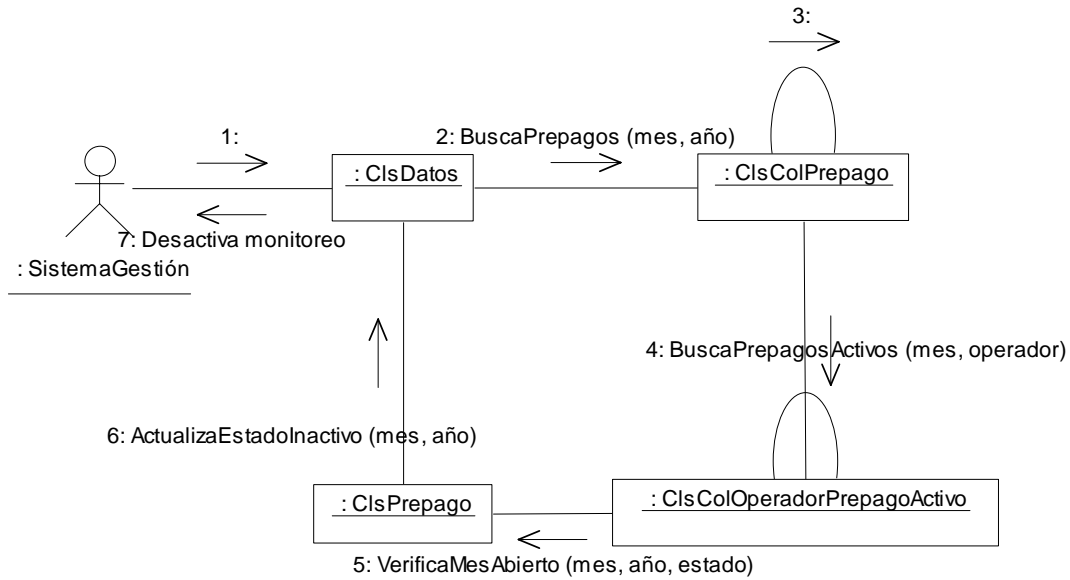 3:
1:
2: BuscaPrepagos (mes, año)
: ClsDatos
: ClsColPrepago
7: Desactiva monitoreo
: SistemaGestión
4: BuscaPrepagosActivos (mes, operador)
6: ActualizaEstadoInactivo (mes, año)
: ClsPrepago
: ClsColOperadorPrepagoActivo
5: VerificaMesAbierto (mes, año, estado)